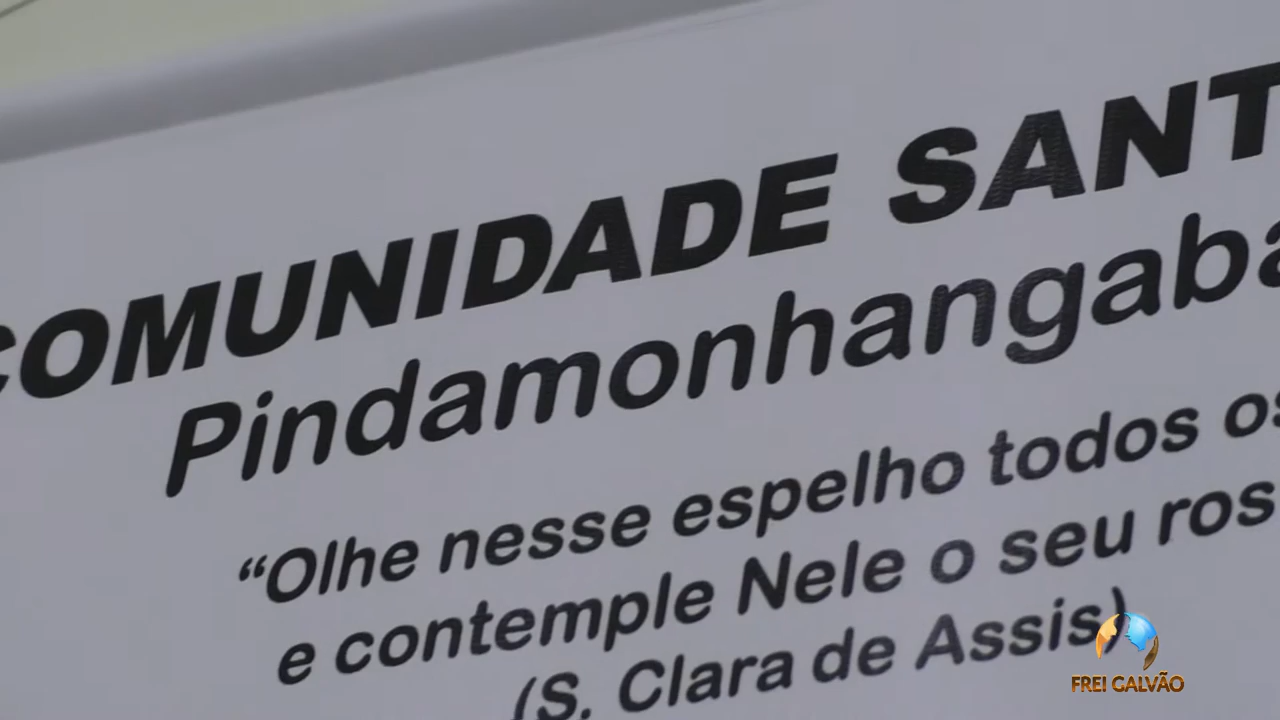 COMUNIDADE SANT
Pindamonhangaba
“Olhe nesse espelho todos os
e contemple Nele o seu ros
(S. Clara de Assis)
FREI GALVÃO